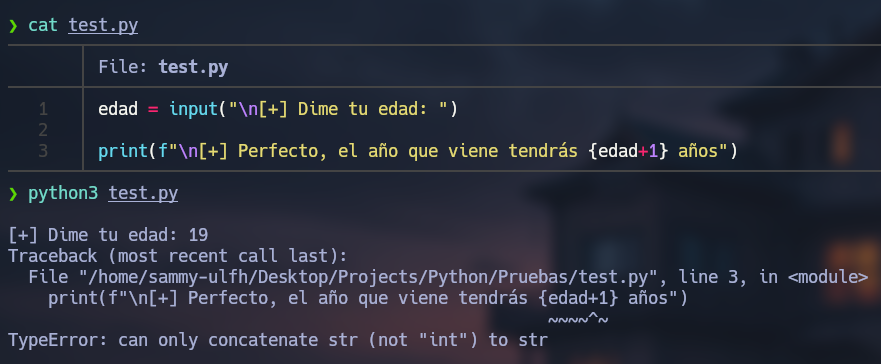 ❯ cat test.py
File: test.py
1 edad = input("\n[+] Dime tu edad: ")
2
3 print(f"\n[+] Perfecto, el año que viene tendrás {edad+1} años")
❯ python3 test.py
[+] Dime tu edad: 19
Traceback (most recent call last):
  File "/home/sammy-ulfh/Desktop/Projects/Python/Pruebas/test.py", line 3, in <module>
    print(f"\n[+] Perfecto, el año que viene tendrás {edad+1} años")
                                                      ~~~~^~
TypeError: can only concatenate str (not "int") to str